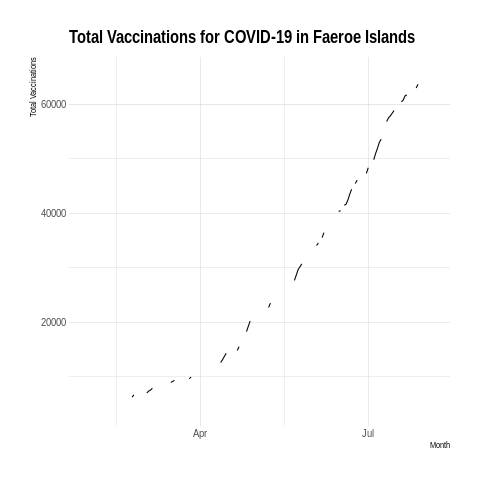 Total Vaccinations for COVID-19 in Faeroe Islands
Total Vaccinations
60000
40000
20000
Apr
Jul
Month